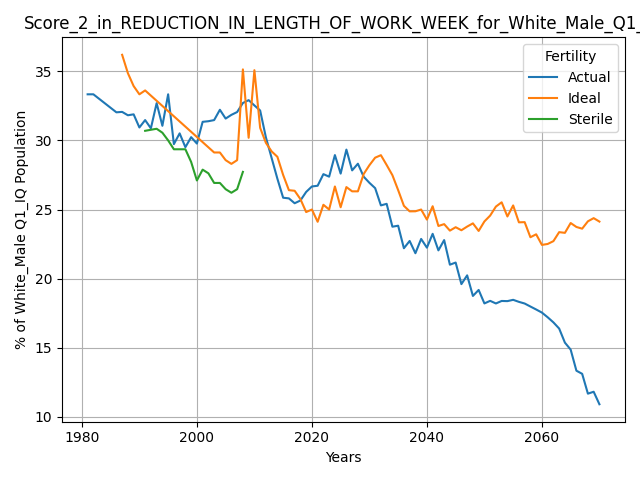 Score_2_in_REDUCTION_IN_LENGTH_OF_WORK_WEEK_for_White_Male_Q1_
Fertility
Actual
Ideal
Sterile
% of White_Male Q1_IQ Population
35
30
25
20
15
10
1980
2000
2020
2040
2060
Years